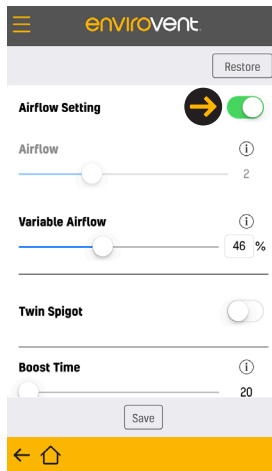 envirovent
Restore
Airflow Setting
Airflow
2
Variable Airflow
46 %
Twin Spigot
Boost Time
20
Save